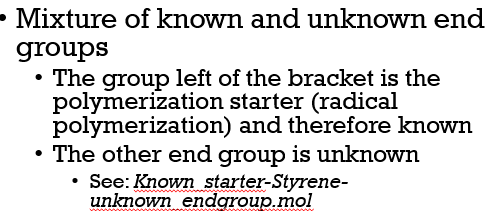 • Mixture of known and unknown end
groups
• The group left of the bracket is the
polymerization starter (radical
polymerization) and therefore known
• The other end group is unknown
• See: Known_starter-Styrene-
unknown_endgroup.mol